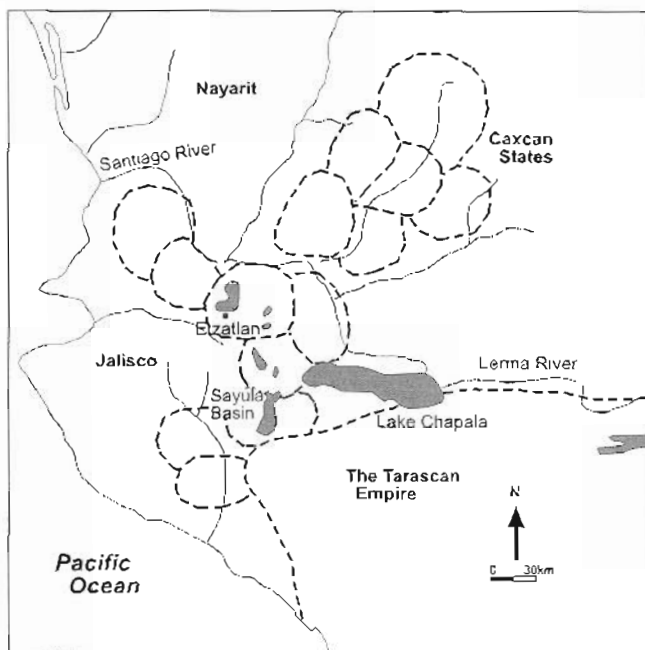 Nayarit
Caxcan
States
Santiago River
Etzatlan
Jalisco
Lerma River
Sayula
Basin
Lake Chapala
The Tarascan
Empire
N
Pacific
Ocean
0 30km